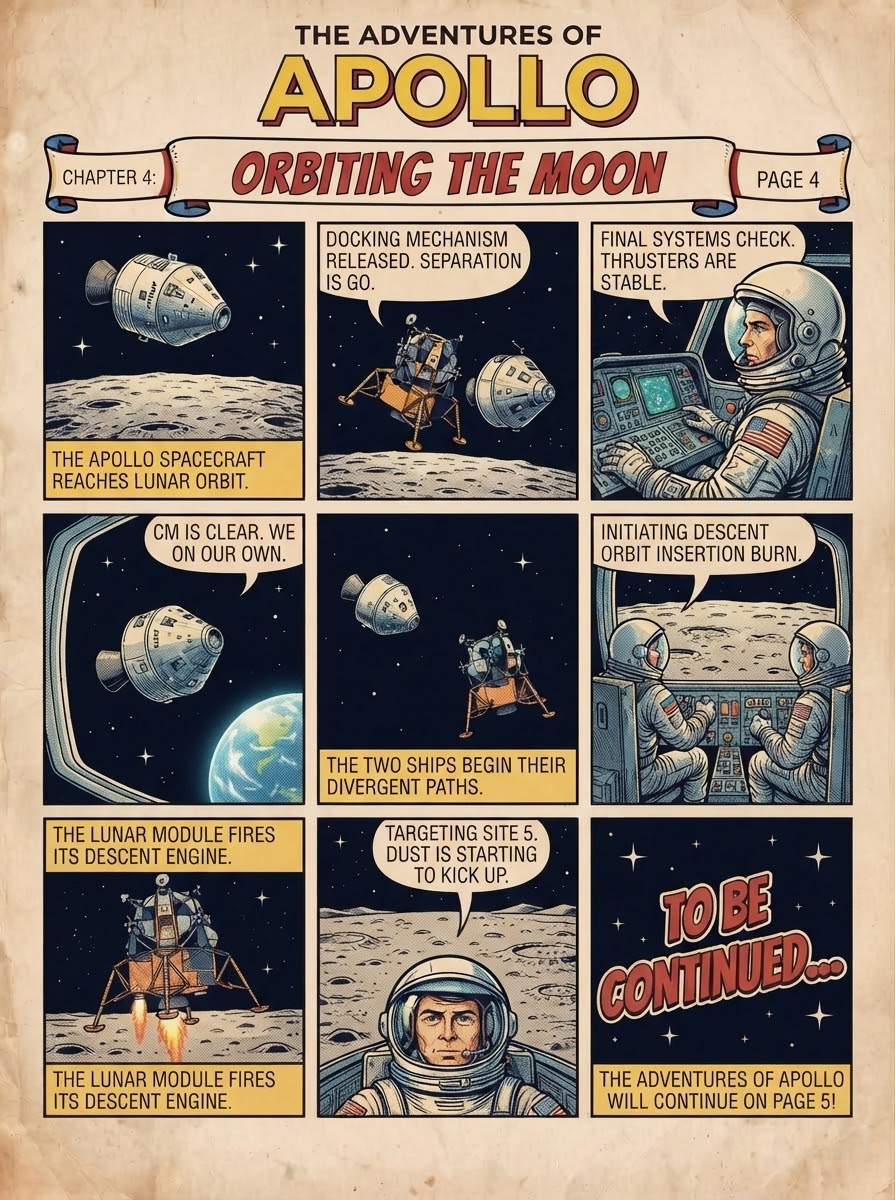 THE ADVENTURES OF
APOLLO
CHAPTER 4:
ORBITING THE MOON
PAGE 4
THE APOLLO SPACECRAFT
REACHES LUNAR ORBIT.
DOCKING MECHANISM
RELEASED. SEPARATION
IS GO.
FINAL SYSTEMS CHECK.
THRUSTERS ARE
STABLE.
CM IS CLEAR. WE
ON OUR OWN.
THE TWO SHIPS BEGIN THEIR
DIVERGENT PATHS.
INITIATING DESCENT
ORBIT INSERTION BURN.
THE LUNAR MODULE FIRES
ITS DESCENT ENGINE.
THE LUNAR MODULE FIRES
ITS DESCENT ENGINE.
TARGETING SITE 5.
DUST IS STARTING
TO KICK UP.
TO BE
CONTINUED...
THE ADVENTURES OF APOLLO
WILL CONTINUE ON PAGE 5!